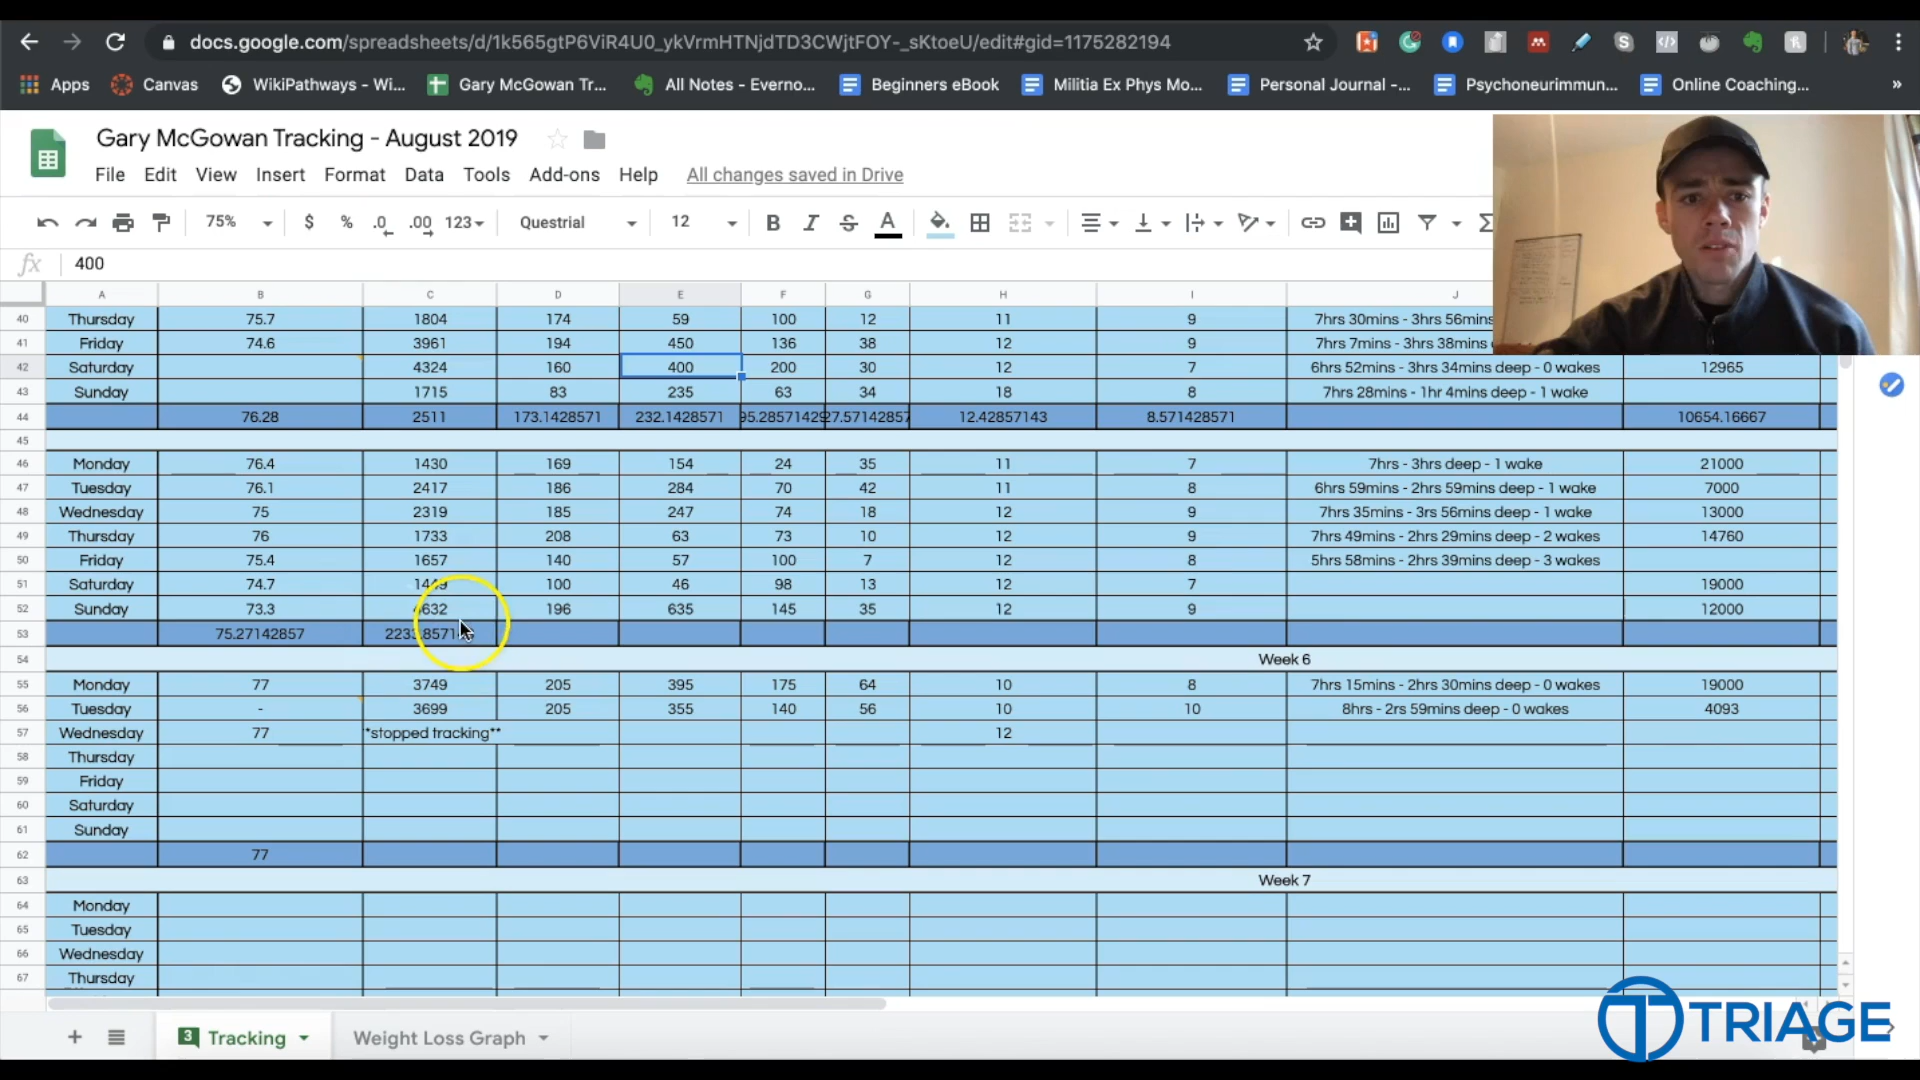 docs.google.com/spreadsheets/d/1k565gtP6ViR4U0_ykVrmHTNjdTD3CWjtFOY-_sKtoeU/edit#gid=1175282194
Apps Canvas WikiPathways - Wi... Gary McGowan Tr... All Notes - Everno... Beginners eBook Militia Ex Phys Mo... Personal Journal -... Psychoneurimmun... Online Coaching... »
Gary McGowan Tracking - August 2019
File Edit View Insert Format Data Tools Add-ons Help All changes saved in Drive
75% $ % .0 .00 123 Questrial 12 B I S A Σ
fx 400
A B C D E F G H I J
40 Thursday 75.7 1804 174 59 100 12 11 9 7hrs 30mins - 3hrs 56mins
41 Friday 74.6 3961 194 450 136 38 12 9 7hrs 7mins - 3hrs 38mins
42 Saturday 4324 160 400 200 30 12 7 6hrs 52mins - 3hrs 34mins deep - 0 wakes 12965
43 Sunday 1715 83 235 63 34 18 8 7hrs 28mins - 1hr 4mins deep - 1 wake
44 76.28 2511 173.1428571 232.1428571 95.28571429 27.57142857 12.42857143 8.571428571 10654.16667
45
46 Monday 76.4 1430 169 154 24 35 11 7 7hrs - 3hrs deep - 1 wake 21000
47 Tuesday 76.1 2417 186 284 70 42 11 8 6hrs 59mins - 2hrs 59mins deep - 1 wake 7000
48 Wednesday 75 2319 185 247 74 18 12 9 7hrs 35mins - 3rs 56mins deep - 1 wake 13000
49 Thursday 76 1733 208 63 73 10 12 9 7hrs 49mins - 2hrs 29mins deep - 2 wakes 14760
50 Friday 75.4 1657 140 57 100 7 12 8 5hrs 58mins - 2hrs 39mins deep - 3 wakes
51 Saturday 74.7 1449 100 46 98 13 12 7 19000
52 Sunday 73.3 4632 196 635 145 35 12 9 12000
53 75.27142857 2233.857
54 Week 6
55 Monday 77 3749 205 395 175 64 10 8 7hrs 15mins - 2hrs 30mins deep - 0 wakes 19000
56 Tuesday - 3699 205 355 140 56 10 10 8hrs - 2rs 59mins deep - 0 wakes 4093
57 Wednesday 77 *stopped tracking** 12
58 Thursday
59 Friday
60 Saturday
61 Sunday
62 77
63 Week 7
64 Monday
65 Tuesday
66 Wednesday
67 Thursday
+ 3 Tracking Weight Loss Graph
TRIAGE